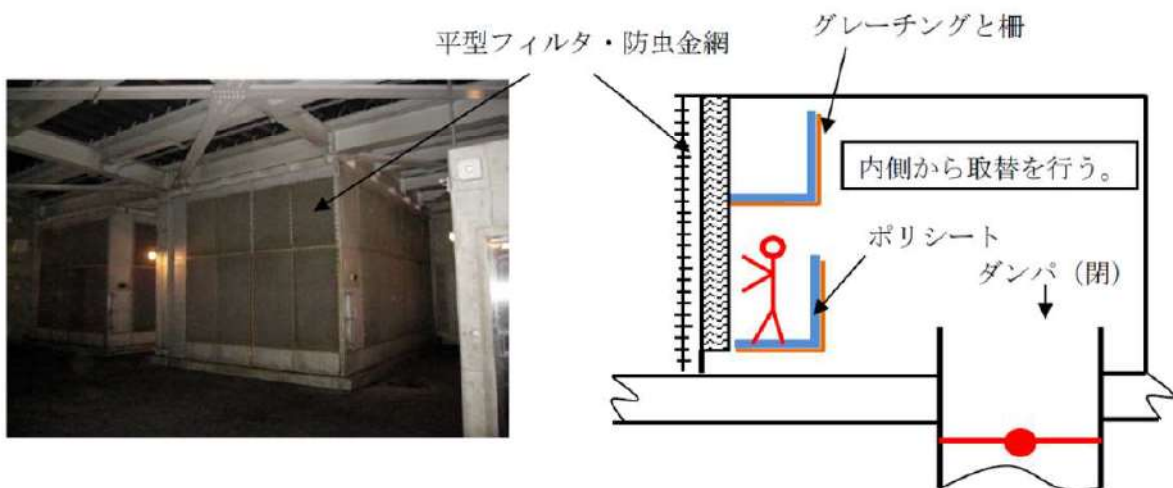 平型フィルタ・防虫金網
グレーチングと柵
内側から取替を行う。
ポリシート
ダンパ（閉）